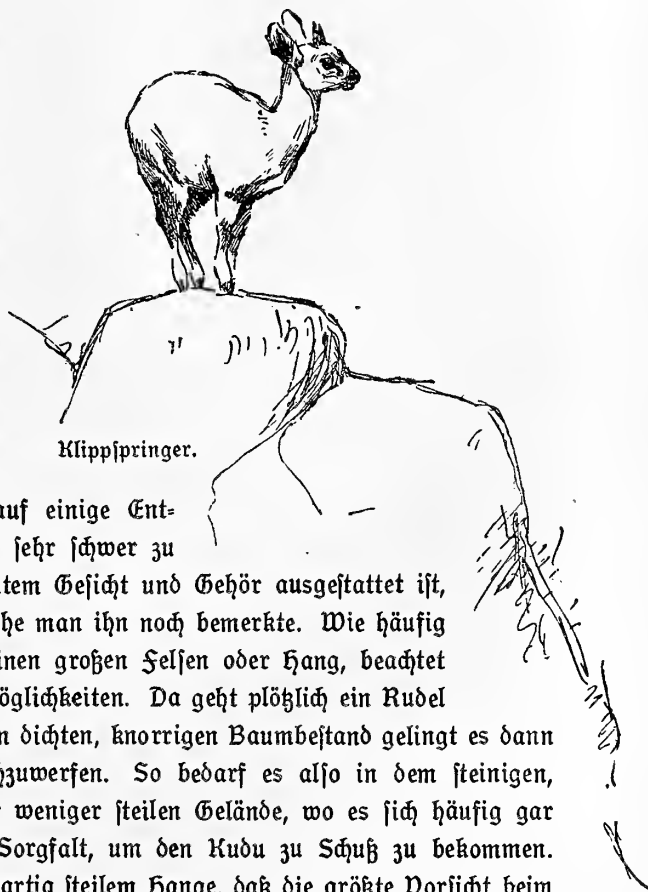 Klippspringer.
auf einige Ent-
sehr schwer zu
tem Gesicht und Gehör ausgestattet ist,
he man ihn noch bemerkte. Wie häufig
inen großen Felsen oder Hang, beachtet
öglichkeiten. Da geht plötzlich ein Rudel
n dichten, knorrigen Baumbestand gelingt es dann
hzuwerfen. So bedarf es also in dem steinigen,
r weniger steilen Gelände, wo es sich häufig gar
Sorgfalt, um den Kudu zu Schuß zu bekommen.
artig steilem Hange, daß die größte Vorsicht beim